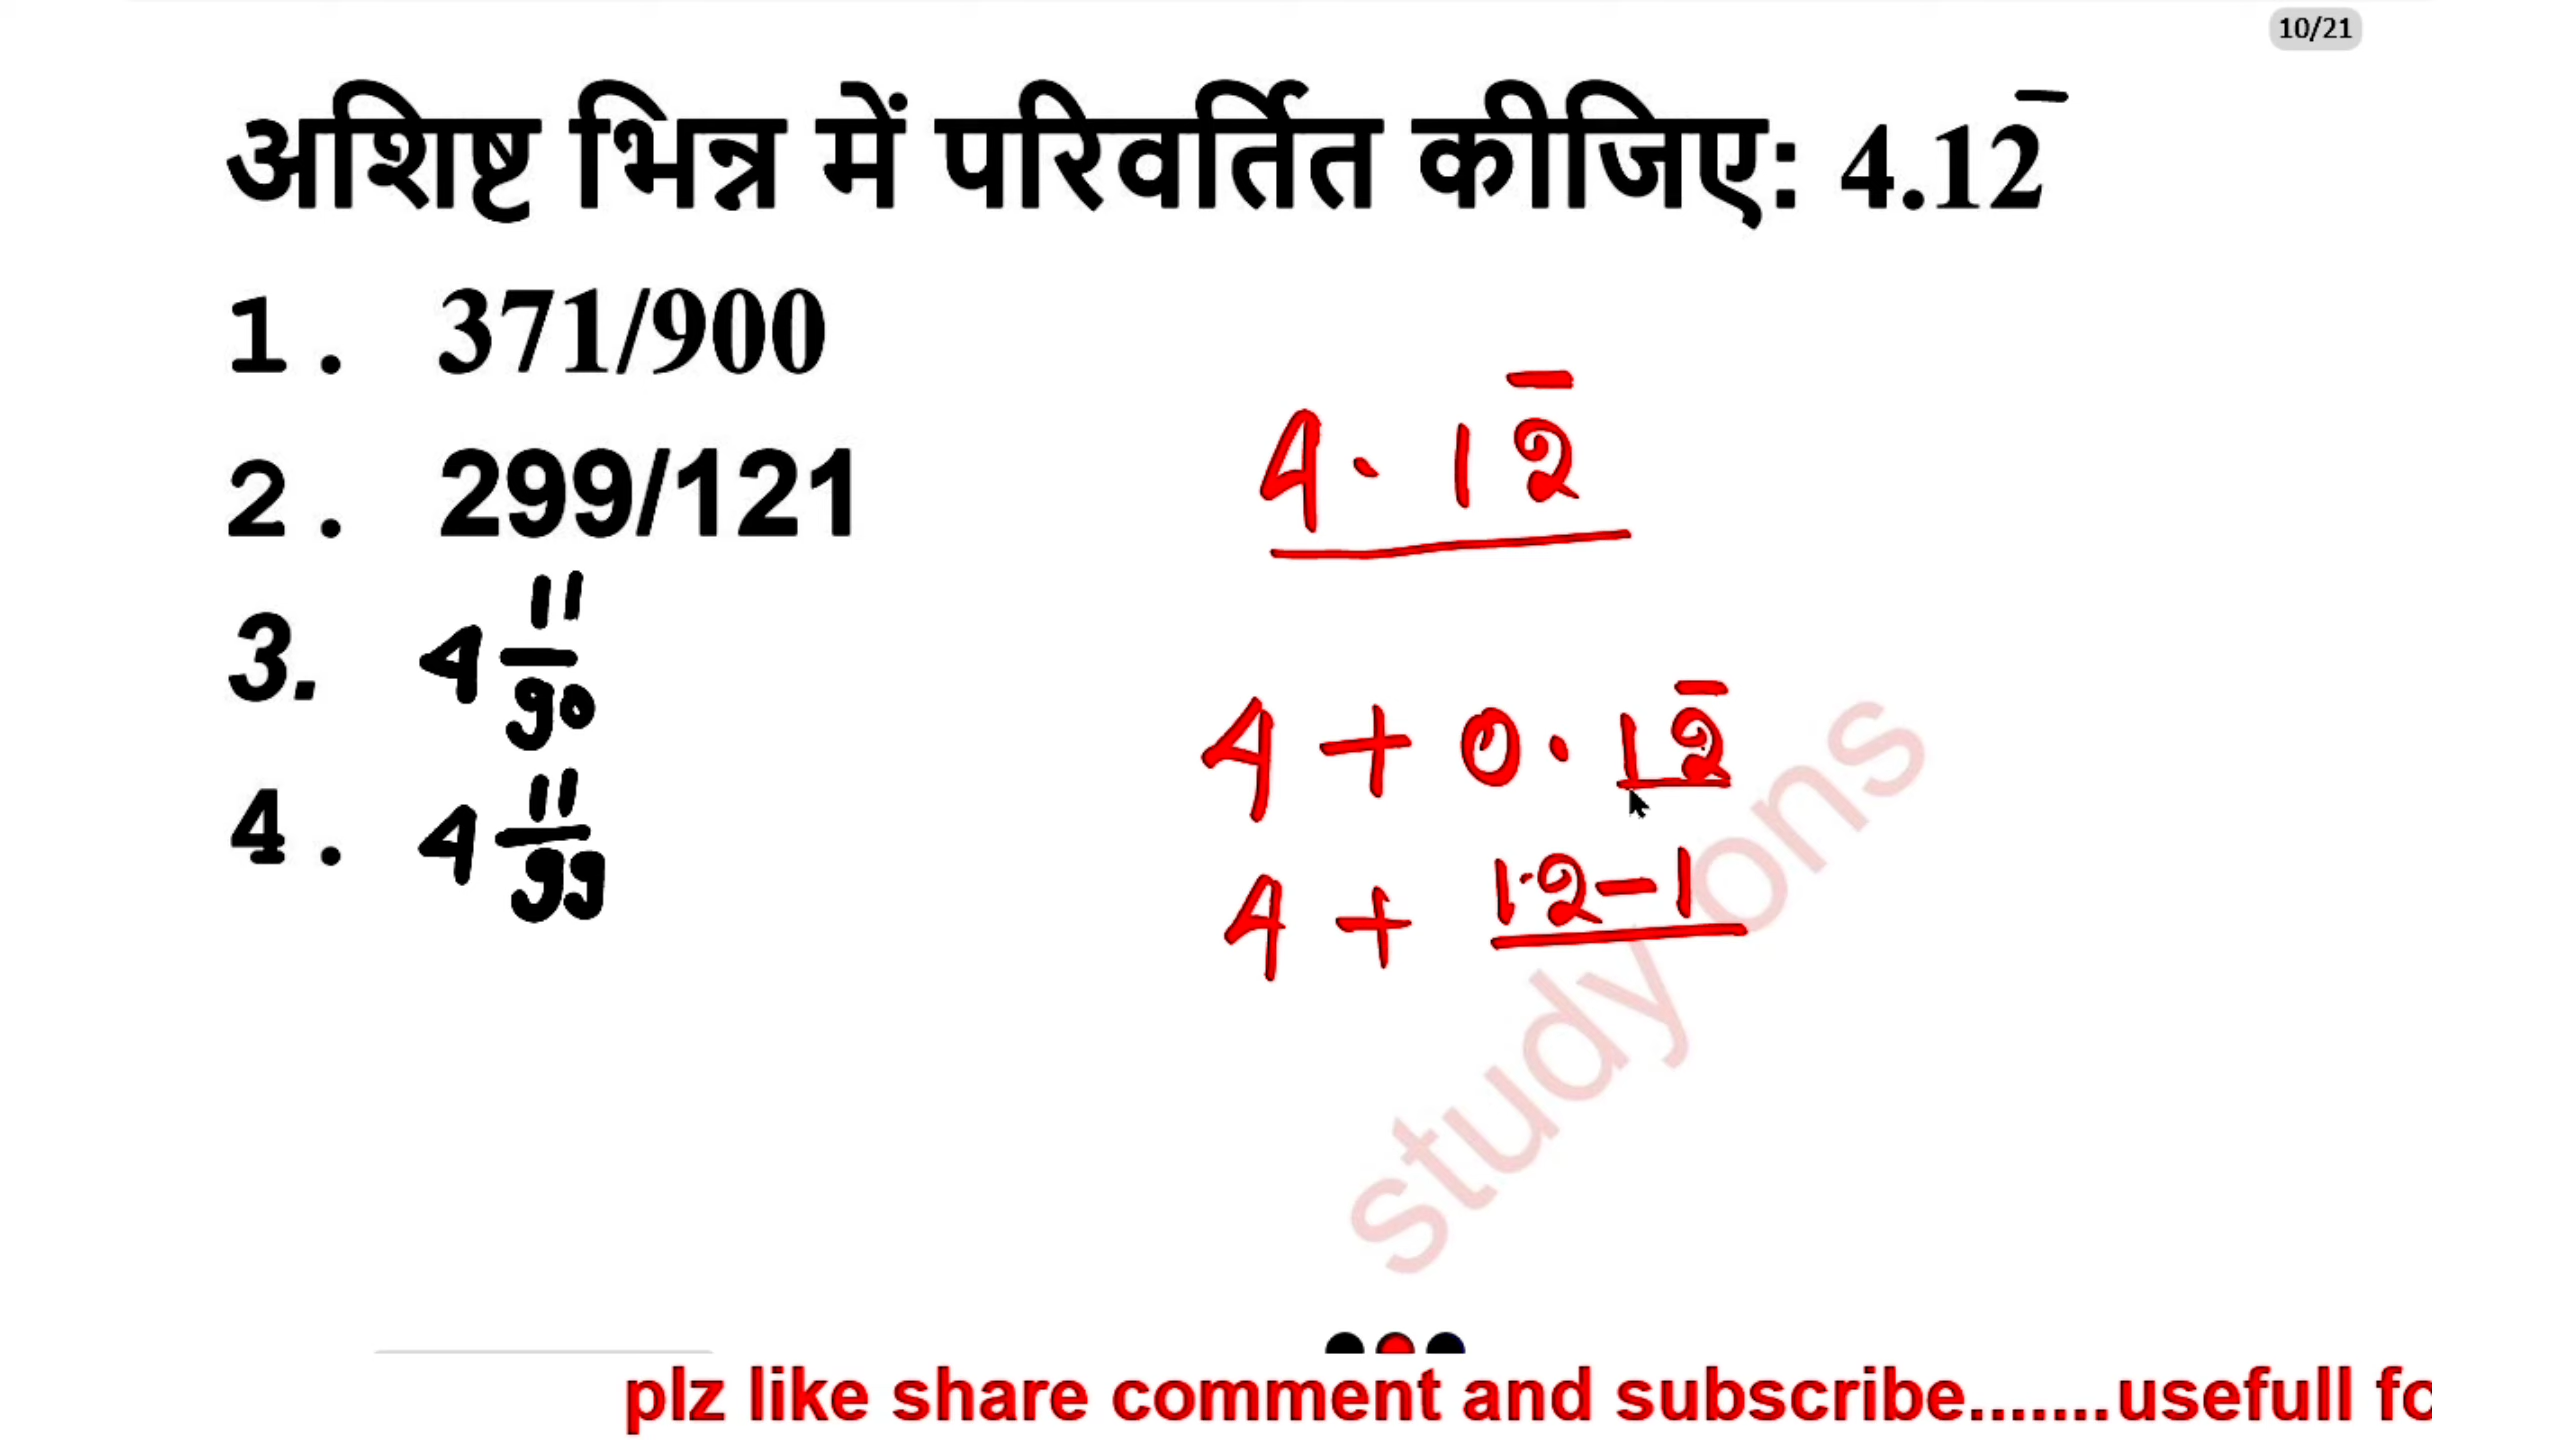 10/21
अशिष्ट भिन्न में परिवर्तित कीजिए: 4.12̅
1. 371/900
2. 299/121
3. 4 11/90
4. 4 11/99
4.12̅
4 + 0.12̅
4 + 12-1
study ons
plz like share comment and subscribe.......usefull fo